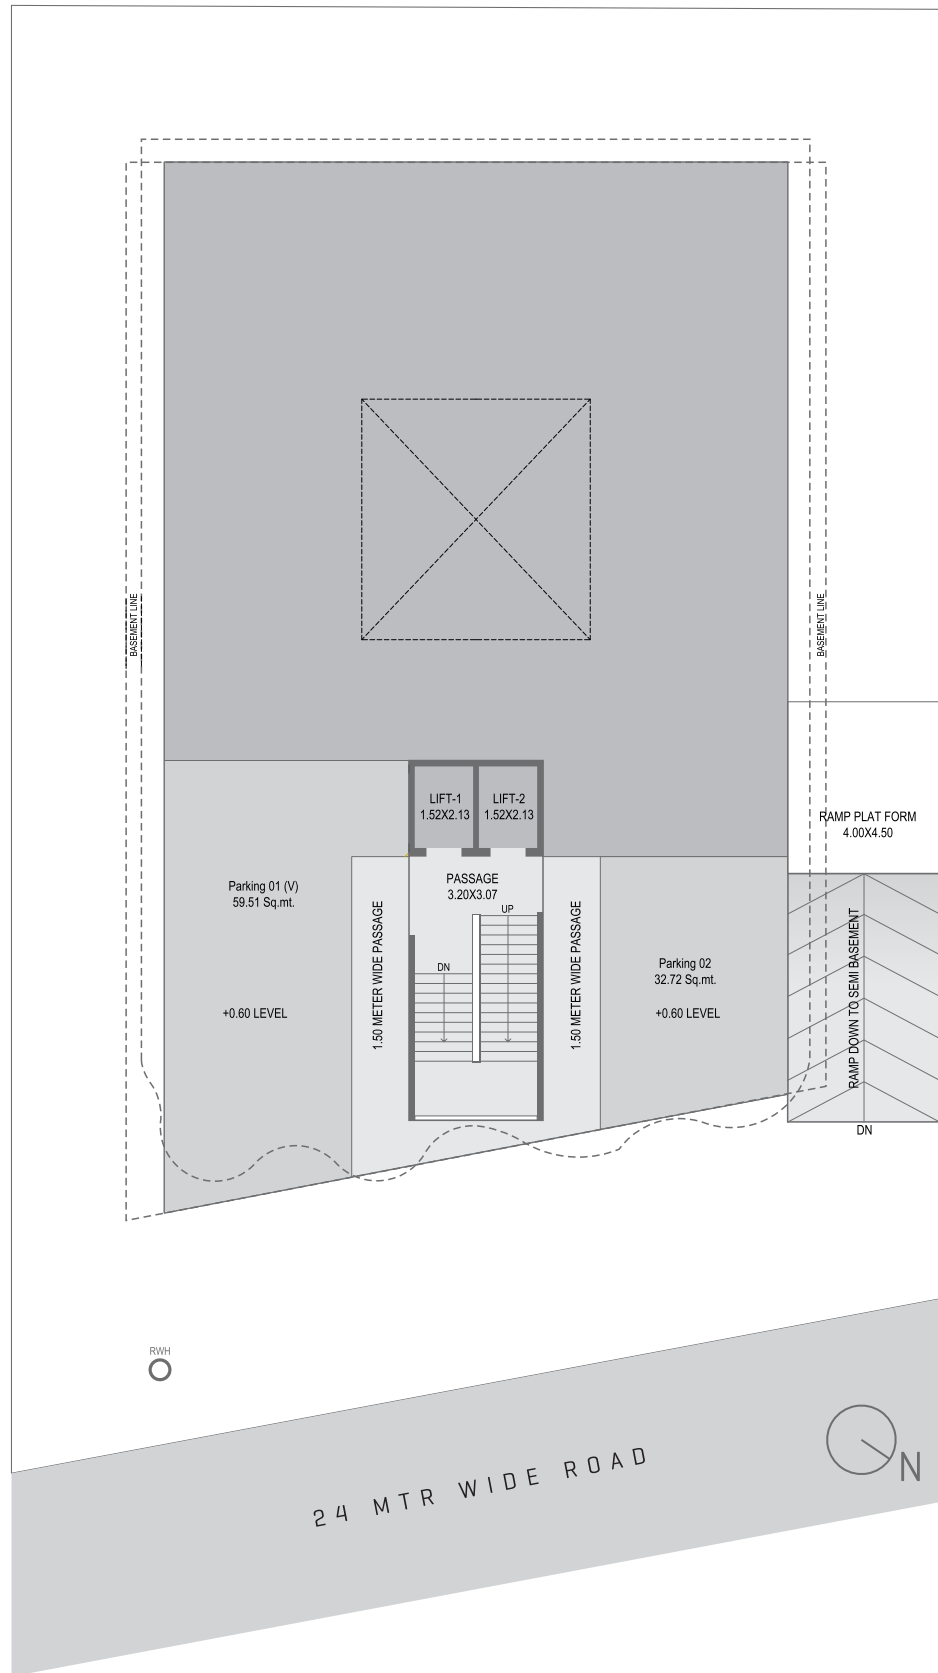 BASEMENT LINE
BASEMENT LINE
LIFT-1
1.52X2.13
LIFT-2
1.52X2.13
RAMP PLAT FORM
4.00X4.50
PASSAGE
3.20X3.07
Parking 01 (V)
59.51 Sq.mt.
+0.60 LEVEL
1.50 METER WIDE PASSAGE
UP
DN
1.50 METER WIDE PASSAGE
Parking 02
32.72 Sq.mt.
+0.60 LEVEL
RAMP DOWN TO SEMI BASEMENT
DN
RWH
24 MTR WIDE ROAD
N